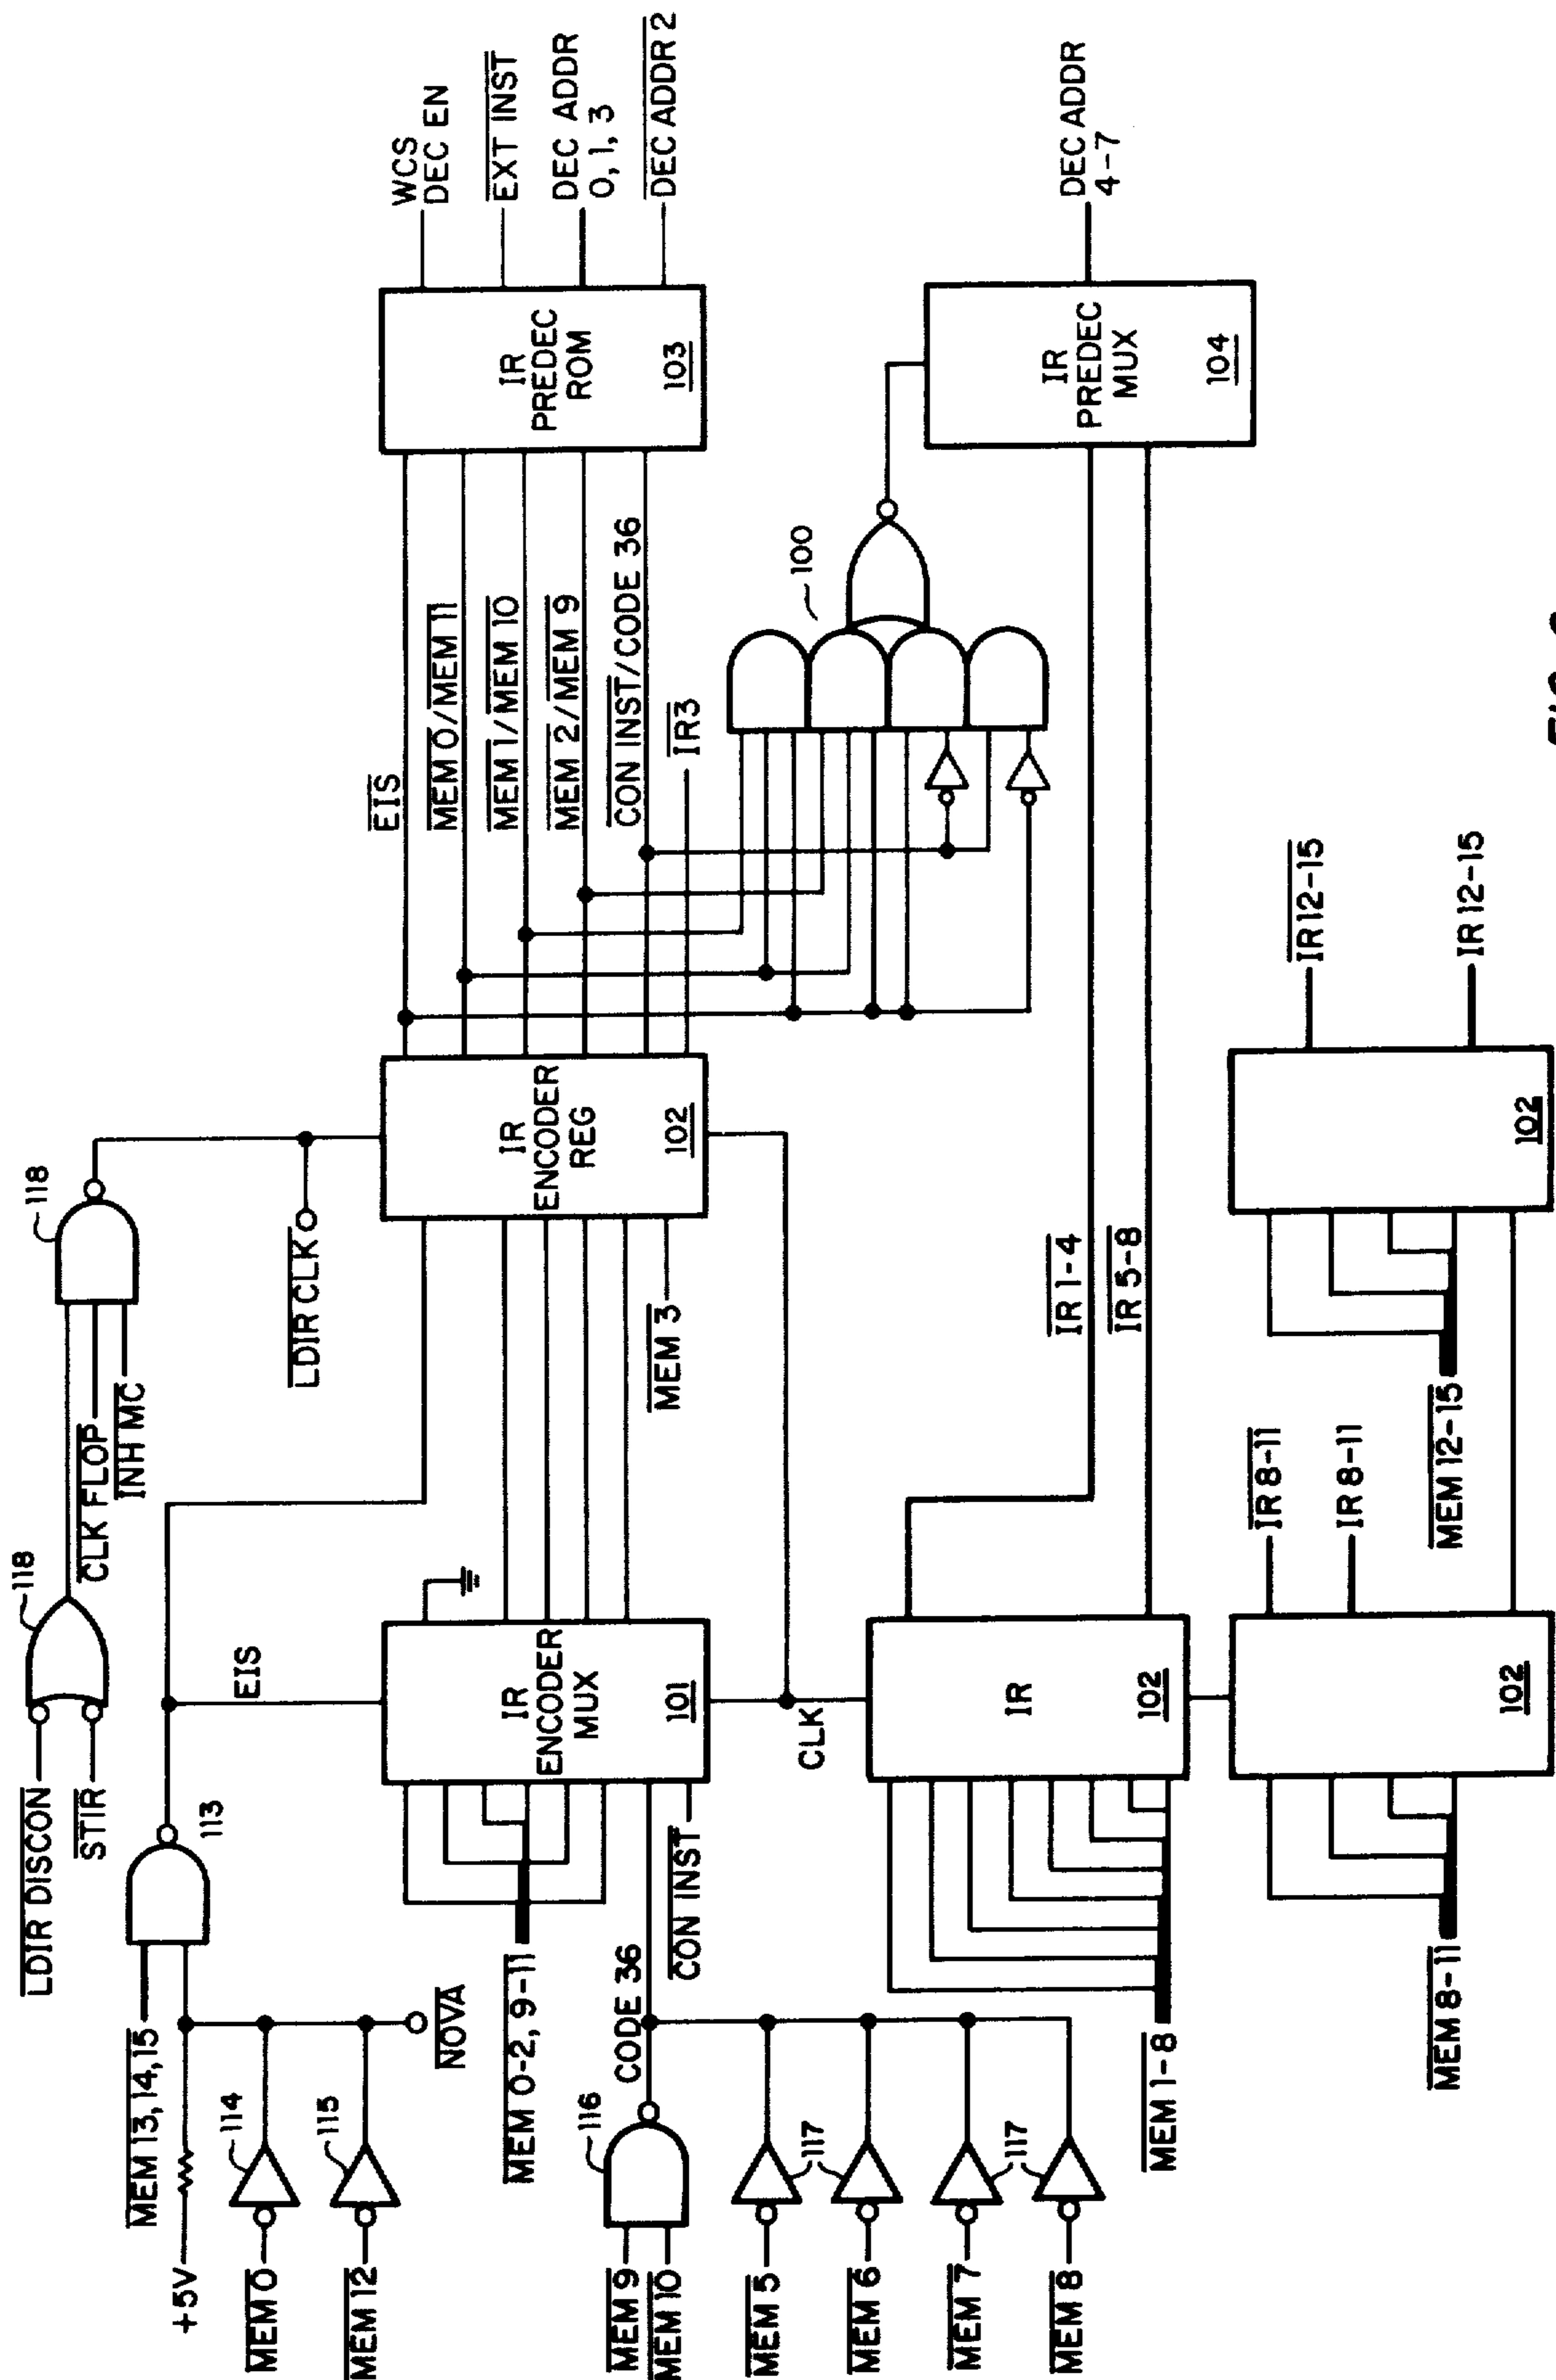 LDIR DISCON
STIR
118
118
CLK FLOP
INH MC
LDIR CLK
MEM 13, 14, 15
+5V
113
EIS
MEM 0
114
MEM 12
115
NOVA
MEM 0-2, 9-11
CODE 36
CON INST
IR
ENCODER
MUX
101
MEM 3
IR
ENCODER
REG
102
EIS
MEM 0/MEM 11
MEM 1/MEM 10
MEM 2/MEM 9
CON INST/CODE 36
IR3
IR
PREDEC
ROM
103
WCS
DEC EN
EXT INST
DEC ADDR
0, 1, 3
DEC ADDR 2
MEM 9
MEM 10
116
MEM 5
MEM 6
MEM 7
MEM 8
117
117
CLK
100
MEM 1-8
IR
102
IR 1-4
IR 5-8
IR
PREDEC
MUX
104
DEC ADDR
4-7
MEM 8-11
102
IR 8-11
IR 8-11
MEM 12-15
102
IR 12-15
IR 12-15